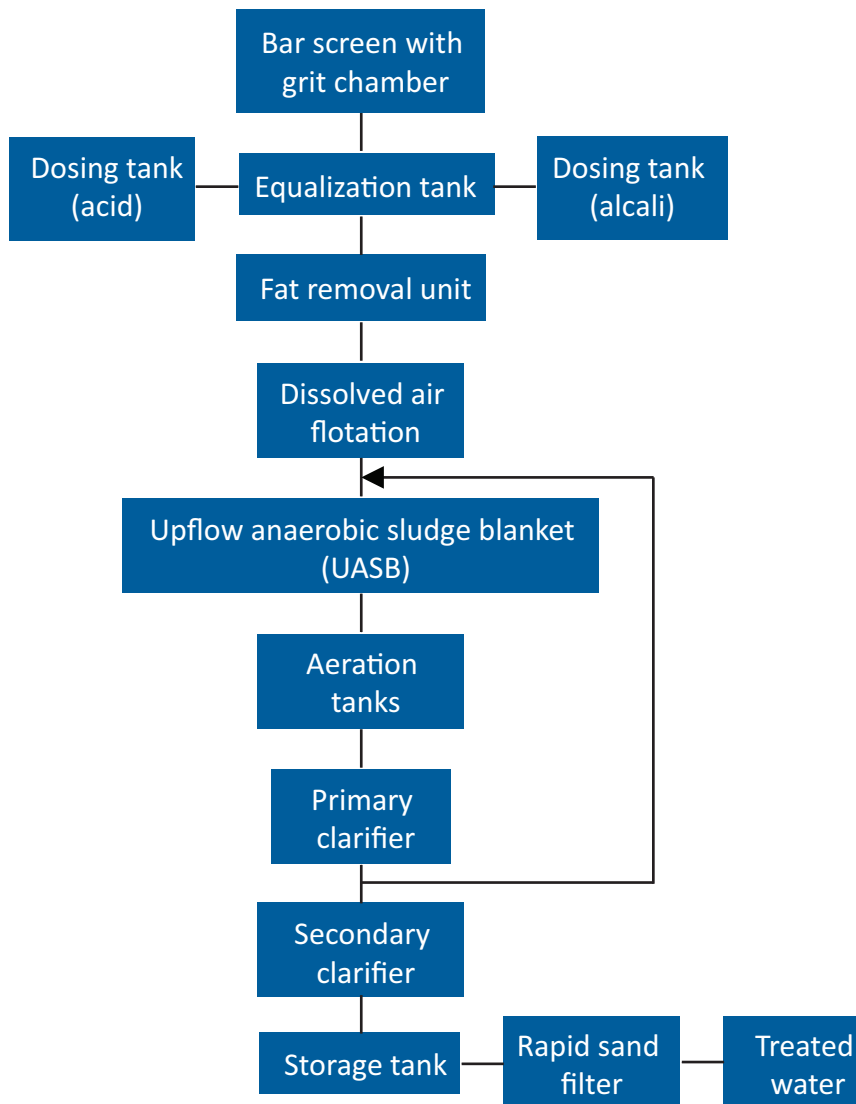 Bar screen with
grit chamber
Dosing tank
(acid)
Equalization tank
Dosing tank
(alcali)
Fat removal unit
Dissolved air
flotation
Upflow anaerobic sludge blanket
(UASB)
Aeration
tanks
Primary
clarifier
Secondary
clarifier
Storage tank
Rapid sand
filter
Treated
water